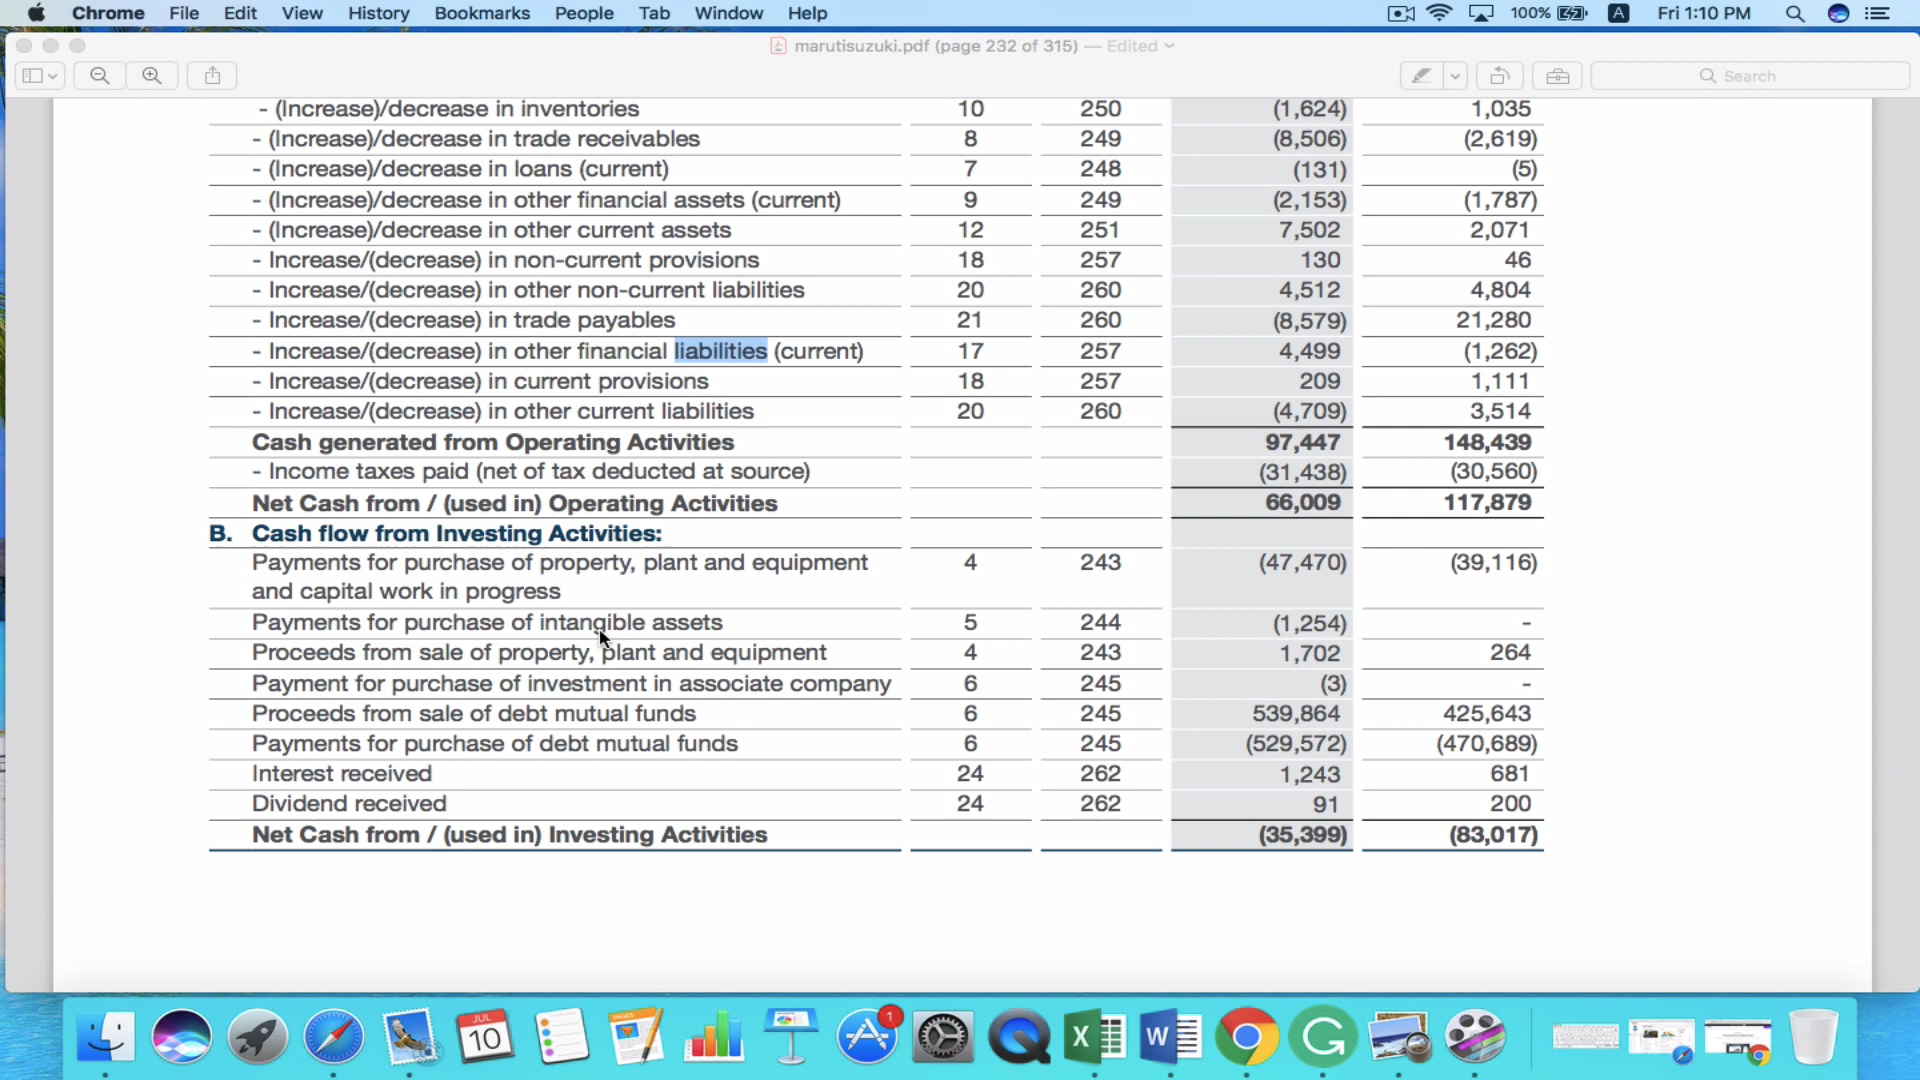 Chrome File Edit View History Bookmarks People Tab Window Help 100% A Fri 1:10 PM
marutisuzuki.pdf (page 232 of 315) — Edited
Search
- (Increase)/decrease in inventories 10 250 (1,624) 1,035
- (Increase)/decrease in trade receivables 8 249 (8,506) (2,619)
- (Increase)/decrease in loans (current) 7 248 (131) (5)
- (Increase)/decrease in other financial assets (current) 9 249 (2,153) (1,787)
- (Increase)/decrease in other current assets 12 251 7,502 2,071
- Increase/(decrease) in non-current provisions 18 257 130 46
- Increase/(decrease) in other non-current liabilities 20 260 4,512 4,804
- Increase/(decrease) in trade payables 21 260 (8,579) 21,280
- Increase/(decrease) in other financial liabilities (current) 17 257 4,499 (1,262)
- Increase/(decrease) in current provisions 18 257 209 1,111
- Increase/(decrease) in other current liabilities 20 260 (4,709) 3,514
Cash generated from Operating Activities 97,447 148,439
- Income taxes paid (net of tax deducted at source) (31,438) (30,560)
Net Cash from / (used in) Operating Activities 66,009 117,879
B. Cash flow from Investing Activities:
Payments for purchase of property, plant and equipment 4 243 (47,470) (39,116)
and capital work in progress
Payments for purchase of intangible assets 5 244 (1,254) -
Proceeds from sale of property, plant and equipment 4 243 1,702 264
Payment for purchase of investment in associate company 6 245 (3) -
Proceeds from sale of debt mutual funds 6 245 539,864 425,643
Payments for purchase of debt mutual funds 6 245 (529,572) (470,689)
Interest received 24 262 1,243 681
Dividend received 24 262 91 200
Net Cash from / (used in) Investing Activities (35,399) (83,017)
JUL
10
PAGES
1
X
W
G